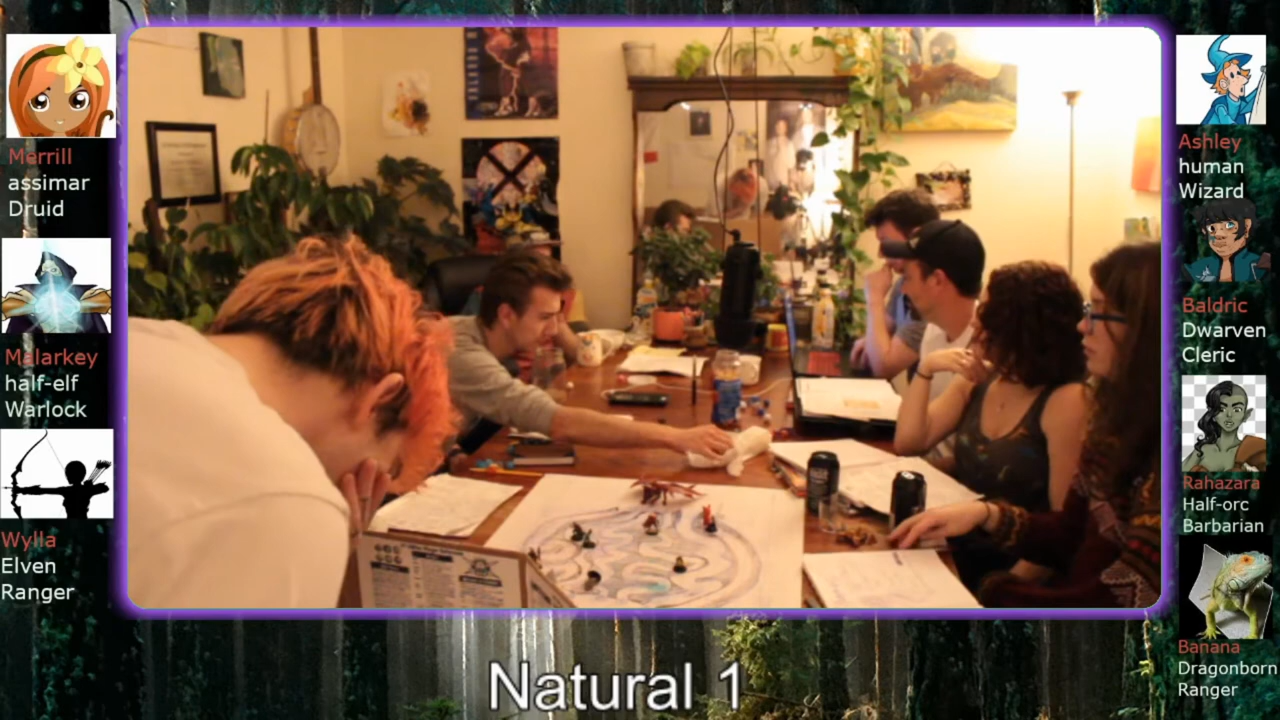 Merrill
assimar
Druid
Malarkey
half-elf
Warlock
Wylla
Elven
Ranger
Ashley
human
Wizard
Baldric
Dwarven
Cleric
Rahazara
Half-orc
Barbarian
Banana
Dragonborn
Ranger
Natural 1